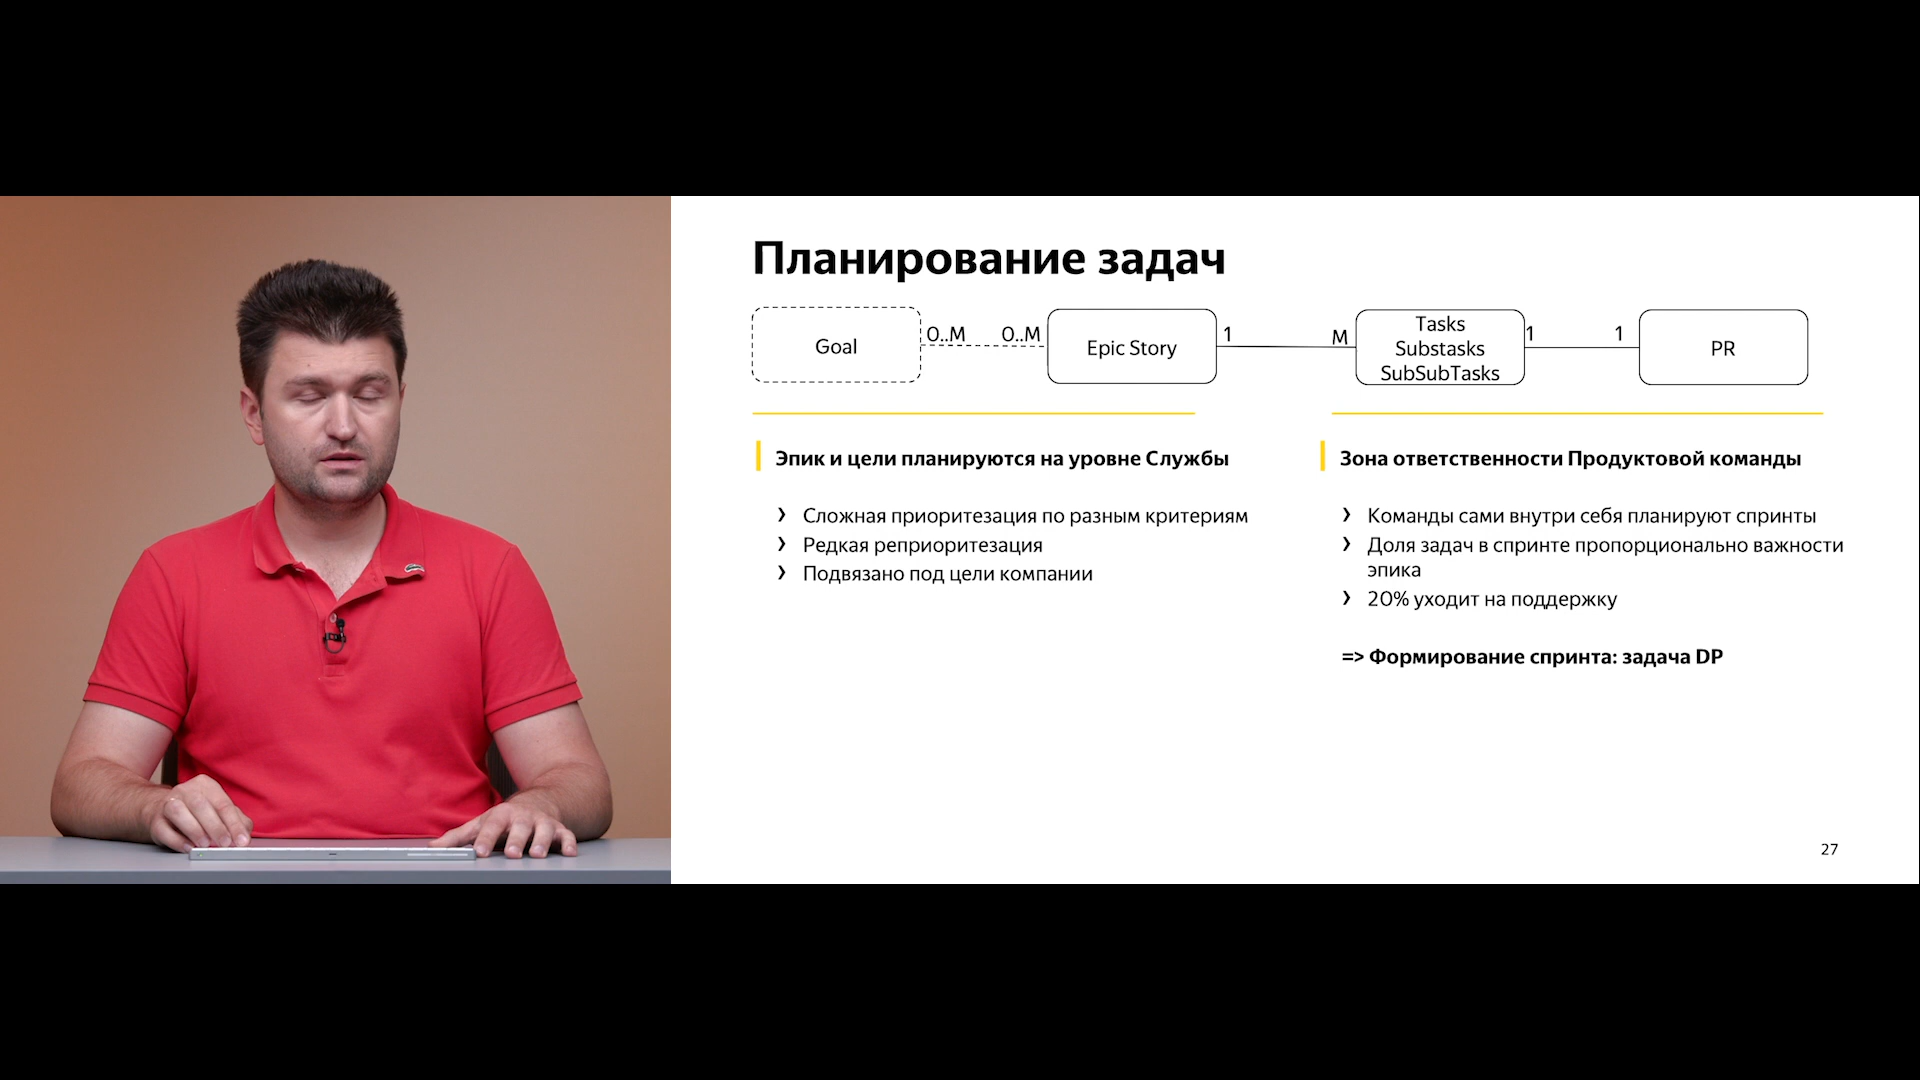 Планирование задач
Goal
0..M
0..M
Epic Story
1
M
Tasks
Substasks
SubSubTasks
1
1
PR
Эпик и цели планируются на уровне Службы
Сложная приоритезация по разным критериям
Редкая реприоритезация
Подвязано под цели компании
Зона ответственности Продуктовой команды
Команды сами внутри себя планируют спринты
Доля задач в спринте пропорционально важности
эпика
20% уходит на поддержку
=> Формирование спринта: задача DP
27